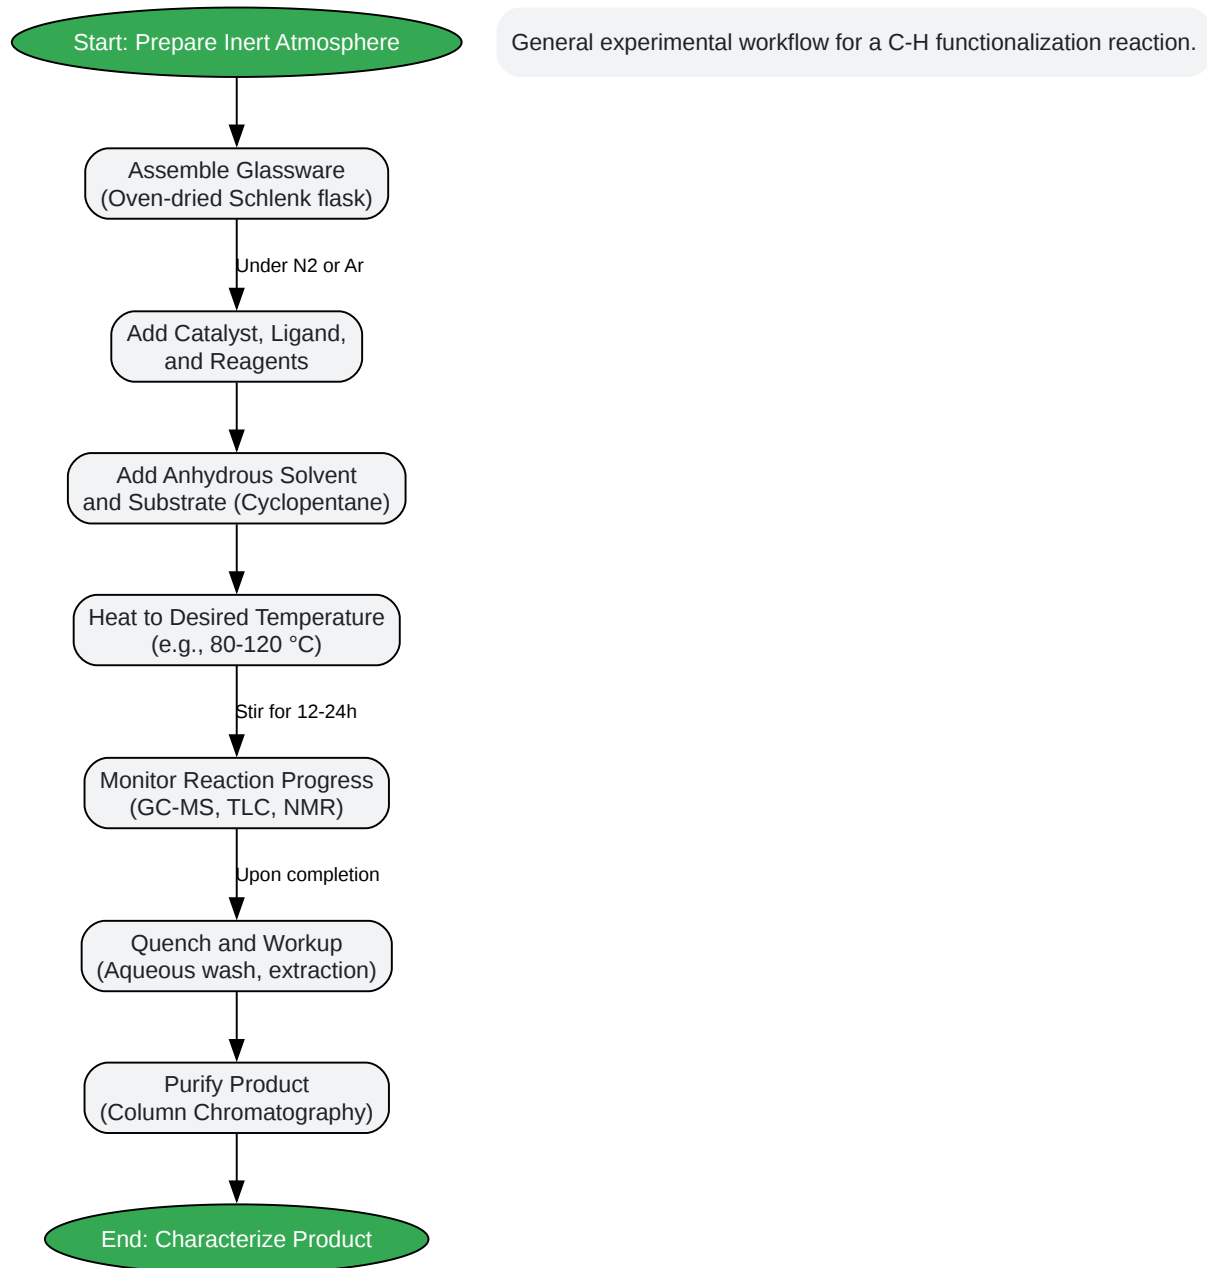 Start: Prepare Inert Atmosphere
General experimental workflow for a C-H functionalization reaction.
Assemble Glassware
(Oven-dried Schlenk flask)
Under N2 or Ar
Add Catalyst, Ligand,
and Reagents
Add Anhydrous Solvent
and Substrate (Cyclopentane)
Heat to Desired Temperature
(e.g., 80-120 °C)
Stir for 12-24h
Monitor Reaction Progress
(GC-MS, TLC, NMR)
Upon completion
Quench and Workup
(Aqueous wash, extraction)
Purify Product
(Column Chromatography)
End: Characterize Product